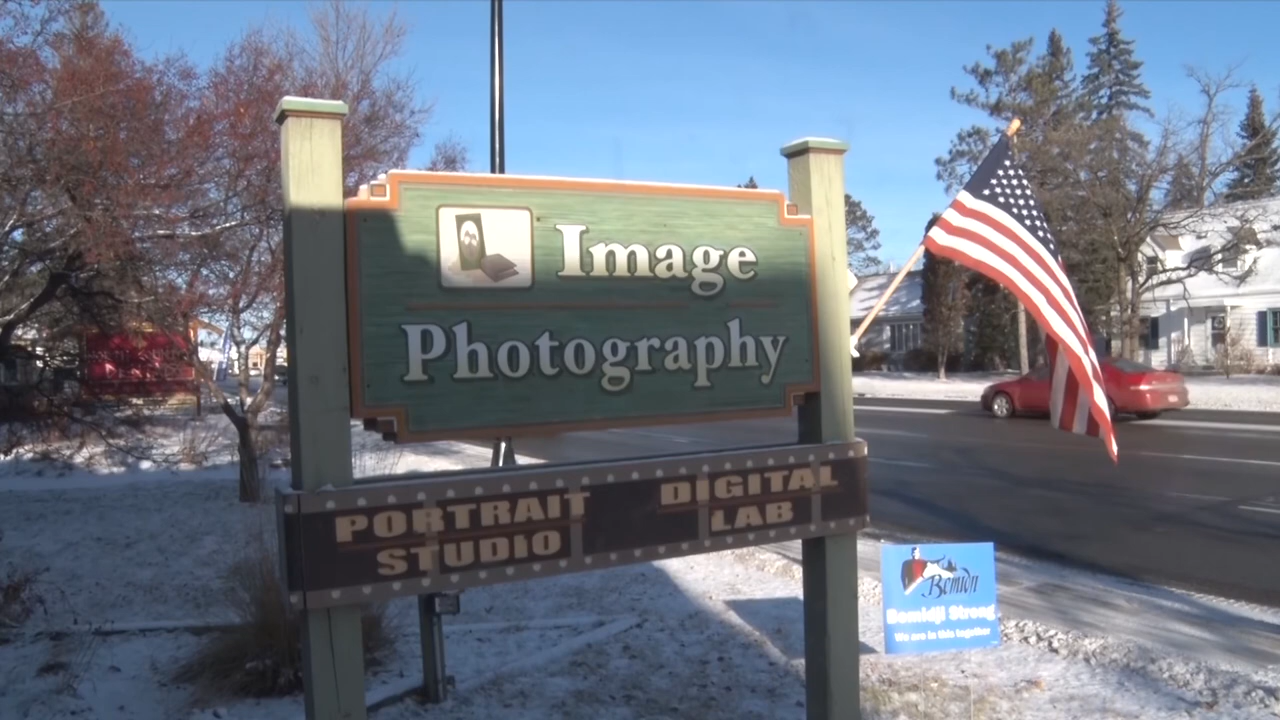 Image
Photography
PORTRAIT
STUDIO
DIGITAL
LAB
Bemidji
Bemidji Strong
We are in this together